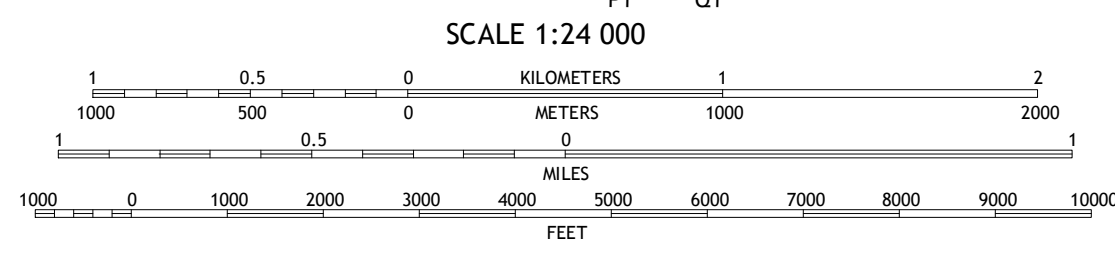 SCALE 1:24 000
1 0.5 0 KILOMETERS 1 2
1000 500 0 METERS 1000 2000
1 0.5 0 1
MILES
1000 0 1000 2000 3000 4000 5000 6000 7000 8000 9000 10000
FEET